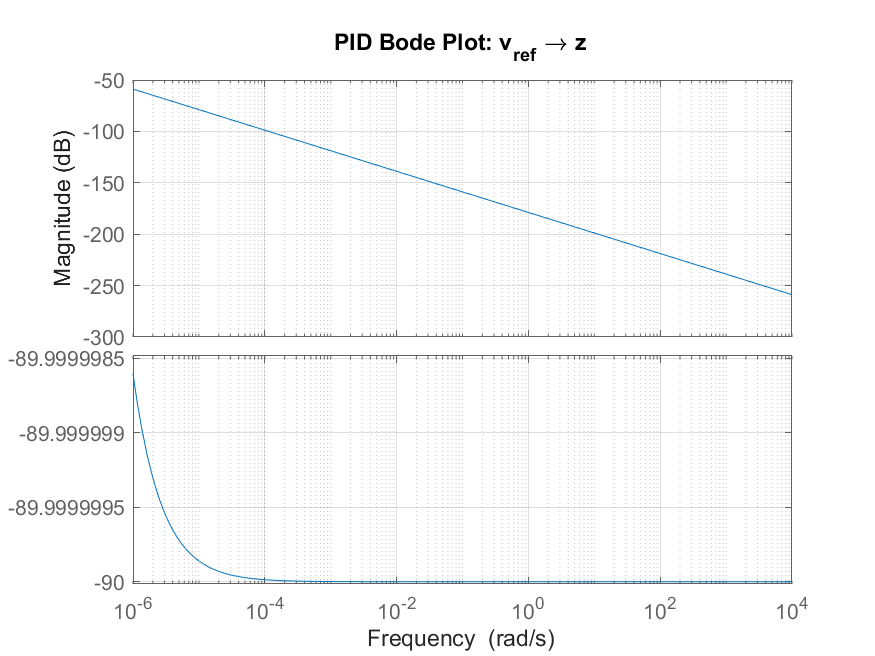 PID Bode Plot: v_ref → z
Magnitude (dB)
-50
-100
-150
-200
-250
-300
-89.9999985
-89.999999
-89.9999995
-90
10^-6 10^-4 10^-2 10^0 10^2 10^4
Frequency (rad/s)